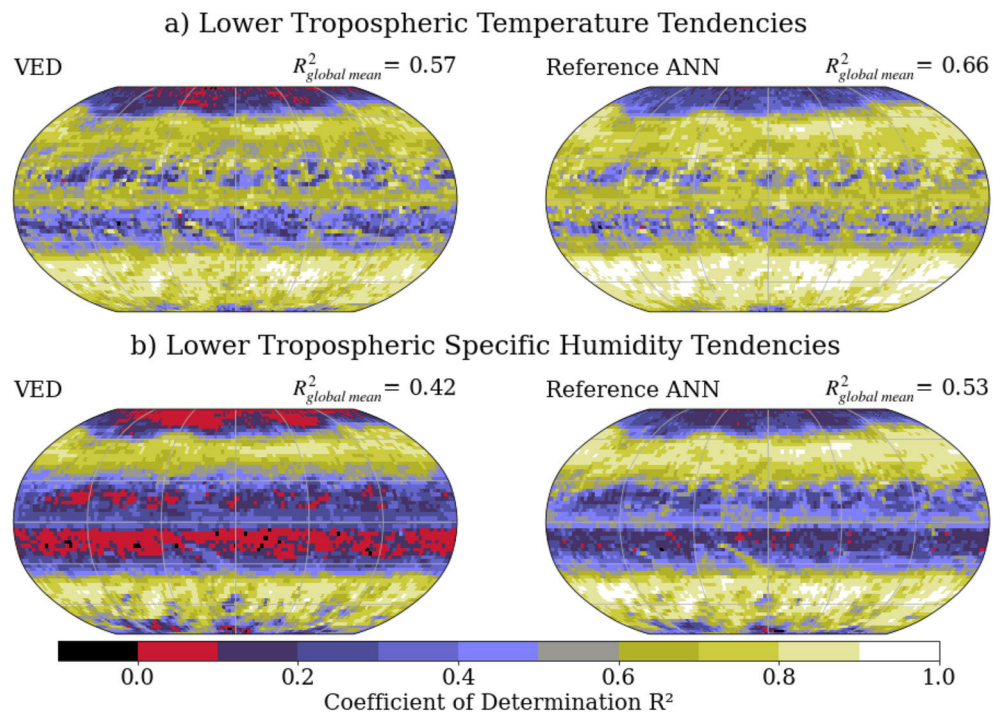 a) Lower Tropospheric Temperature Tendencies
VED R²global mean = 0.57 Reference ANN R²global mean = 0.66
b) Lower Tropospheric Specific Humidity Tendencies
VED R²global mean = 0.42 Reference ANN R²global mean = 0.53
0.0 0.2 0.4 0.6 0.8 1.0
Coefficient of Determination R²